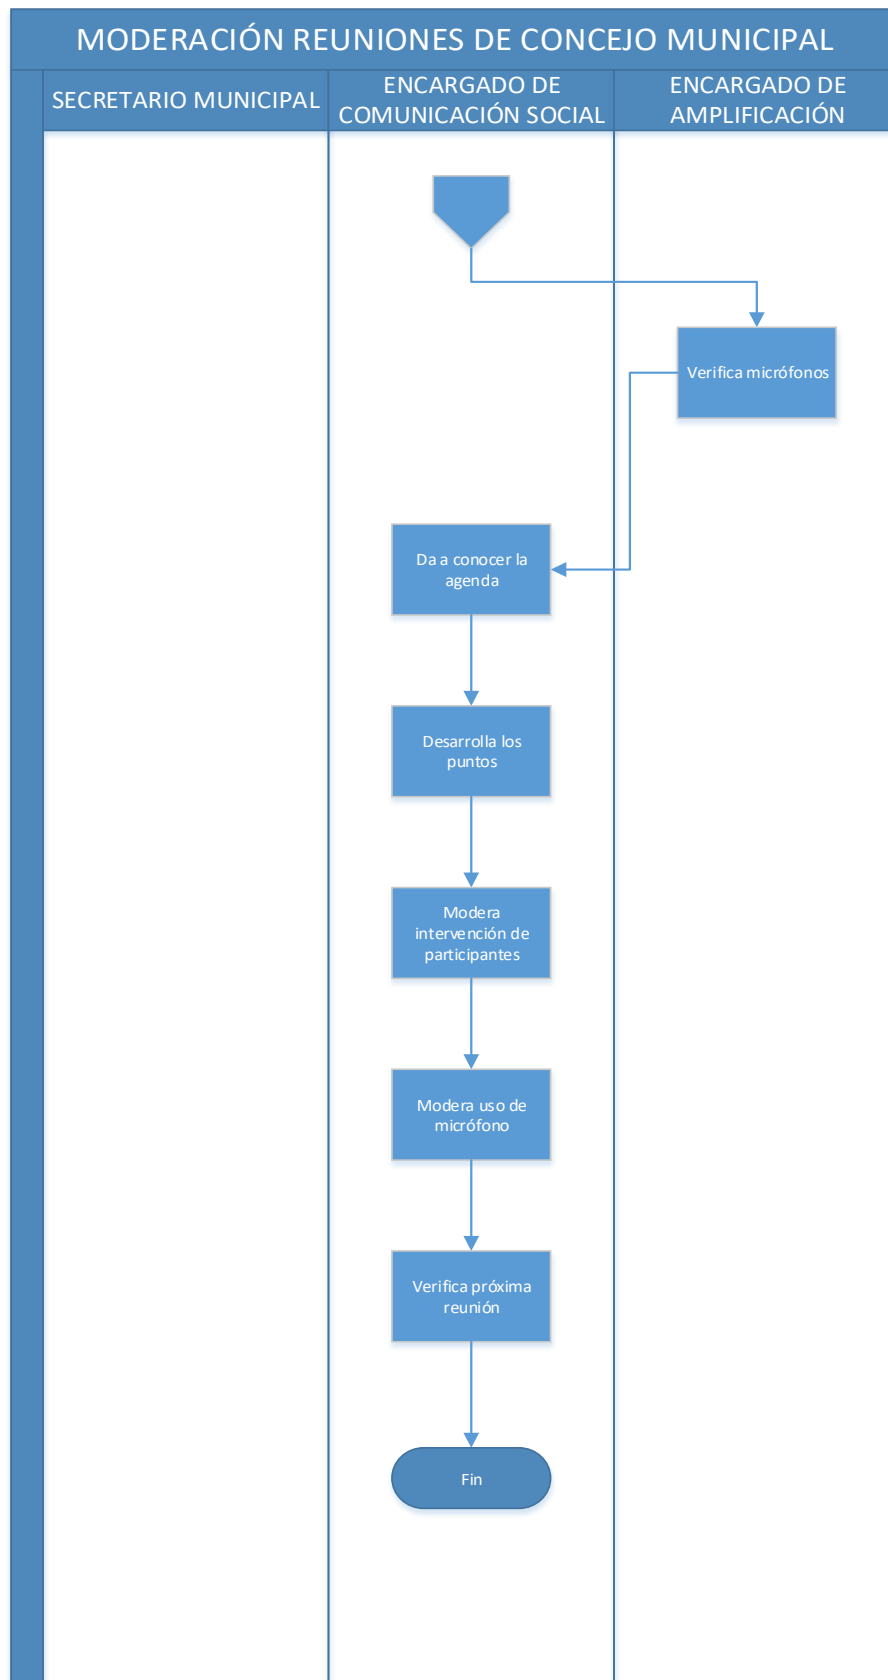 MODERACIÓN REUNIONES DE CONCEJO MUNICIPAL
SECRETARIO MUNICIPAL
ENCARGADO DE
COMUNICACIÓN SOCIAL
ENCARGADO DE
AMPLIFICACIÓN
Verifica micrófonos
Da a conocer la
agenda
Desarrolla los
puntos
Modera
intervención de
participantes
Modera uso de
micrófono
Verifica próxima
reunión
Fin